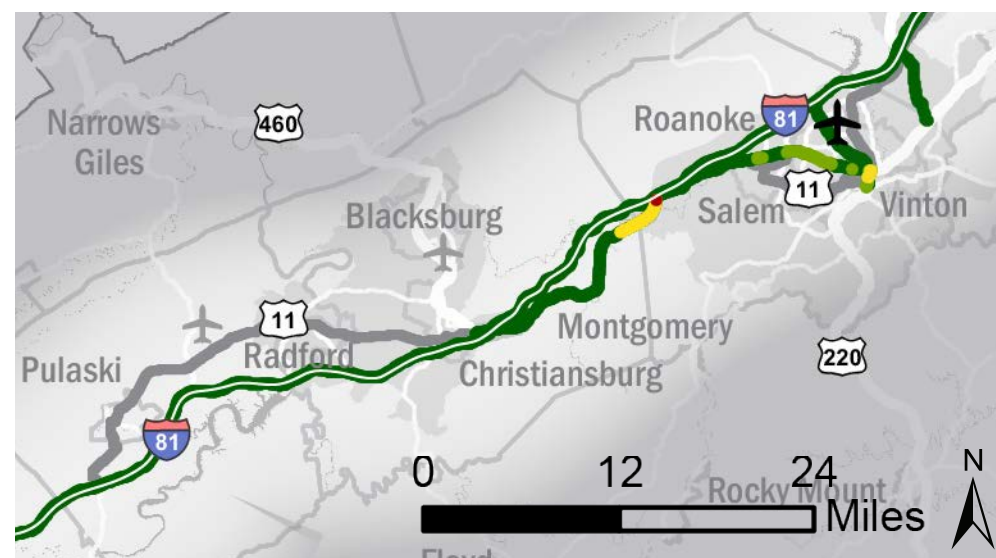 Narrows
Giles
460
Roanoke
81
Blacksburg
Salem
11
Vinton
11
Radford
Montgomery
Pulaski
Christiansburg
220
81
0 12 24
N
Rocky Mount
Miles
Floyd